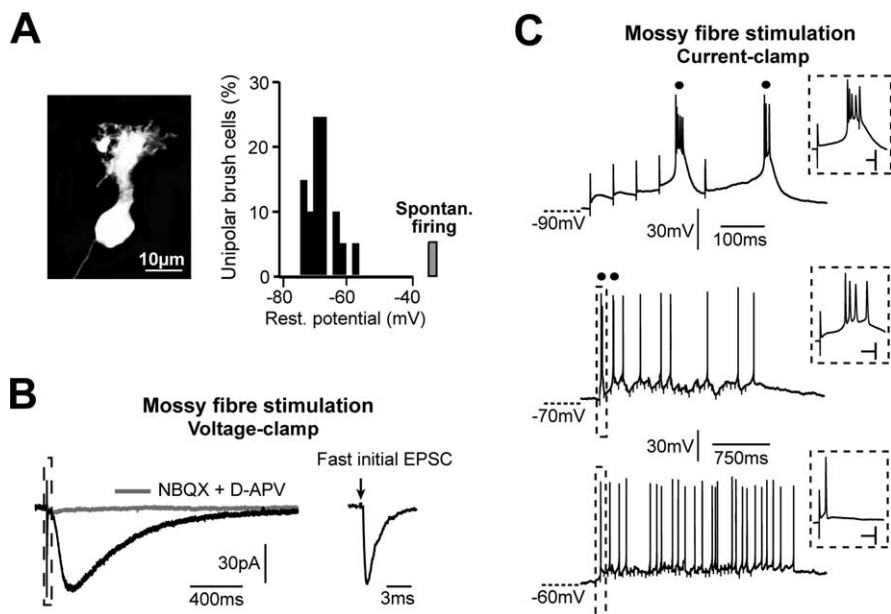 A
10µm
Unipolar brush cells (%)
30
20
10
0
Spontan.
firing
-80
-60
-40
Rest. potential (mV)
B
Mossy fibre stimulation
Voltage-clamp
NBQX + D-APV
Fast initial EPSC
30pA
400ms
3ms
C
Mossy fibre stimulation
Current-clamp
-90mV
30mV
100ms
-70mV
30mV
750ms
-60mV